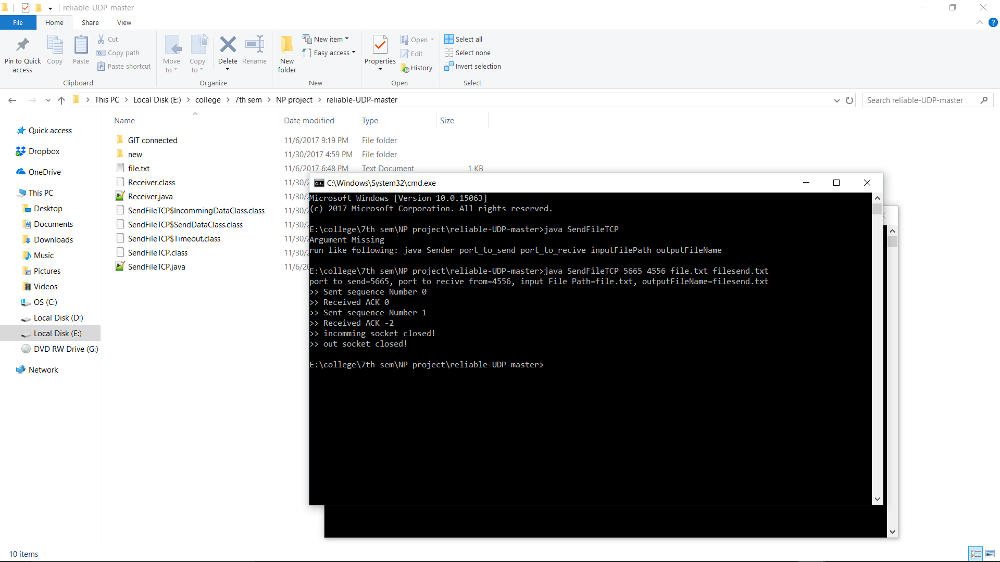 reliable-UDP-master
File Home Share View
Pin to Quick access
Copy
Paste
Cut
Copy path
Paste shortcut
Clipboard
Move to
Copy to
Delete
Rename
Organize
New folder
New item
Easy access
New
Properties
Open
Edit
History
Open
Select all
Select none
Invert selection
Select
This PC > Local Disk (E:) > college > 7th sem > NP project > reliable-UDP-master
Search reliable-UDP-master
Name Date modified Type Size
Quick access
Dropbox
OneDrive
This PC
Desktop
Documents
Downloads
Music
Pictures
Videos
OS (C:)
Local Disk (D:)
Local Disk (E:)
DVD RW Drive (G:)
Network
GIT connected 11/6/2017 9:19 PM File folder
new 11/30/2017 4:59 PM File folder
file.txt 11/6/2017 6:48 PM Text Document 1 KB
Receiver.class 11/30/
Receiver.java 11/30/
SendFileTCP$IncommingDataClass.class 11/30/
SendFileTCP$SendDataClass.class 11/30/
SendFileTCP$Timeout.class 11/30/
SendFileTCP.class 11/30/
SendFileTCP.java 11/6/20
C:\Windows\System32\cmd.exe
Microsoft Windows [Version 10.0.15063]
(c) 2017 Microsoft Corporation. All rights reserved.
E:\college\7th sem\NP project\reliable-UDP-master>java SendFileTCP
Argument Missing
run like following: java Sender port_to_send port_to_recive inputFilePath outputFileName
E:\college\7th sem\NP project\reliable-UDP-master>java SendFileTCP 5665 4556 file.txt filesend.txt
port to send=5665, port to recive from=4556, input File Path=file.txt, outputFileName=filesend.txt
>> Sent sequence Number 0
>> Received ACK 0
>> Sent sequence Number 1
>> Received ACK -2
>> incomming socket closed!
>> out socket closed!
E:\college\7th sem\NP project\reliable-UDP-master>
10 items